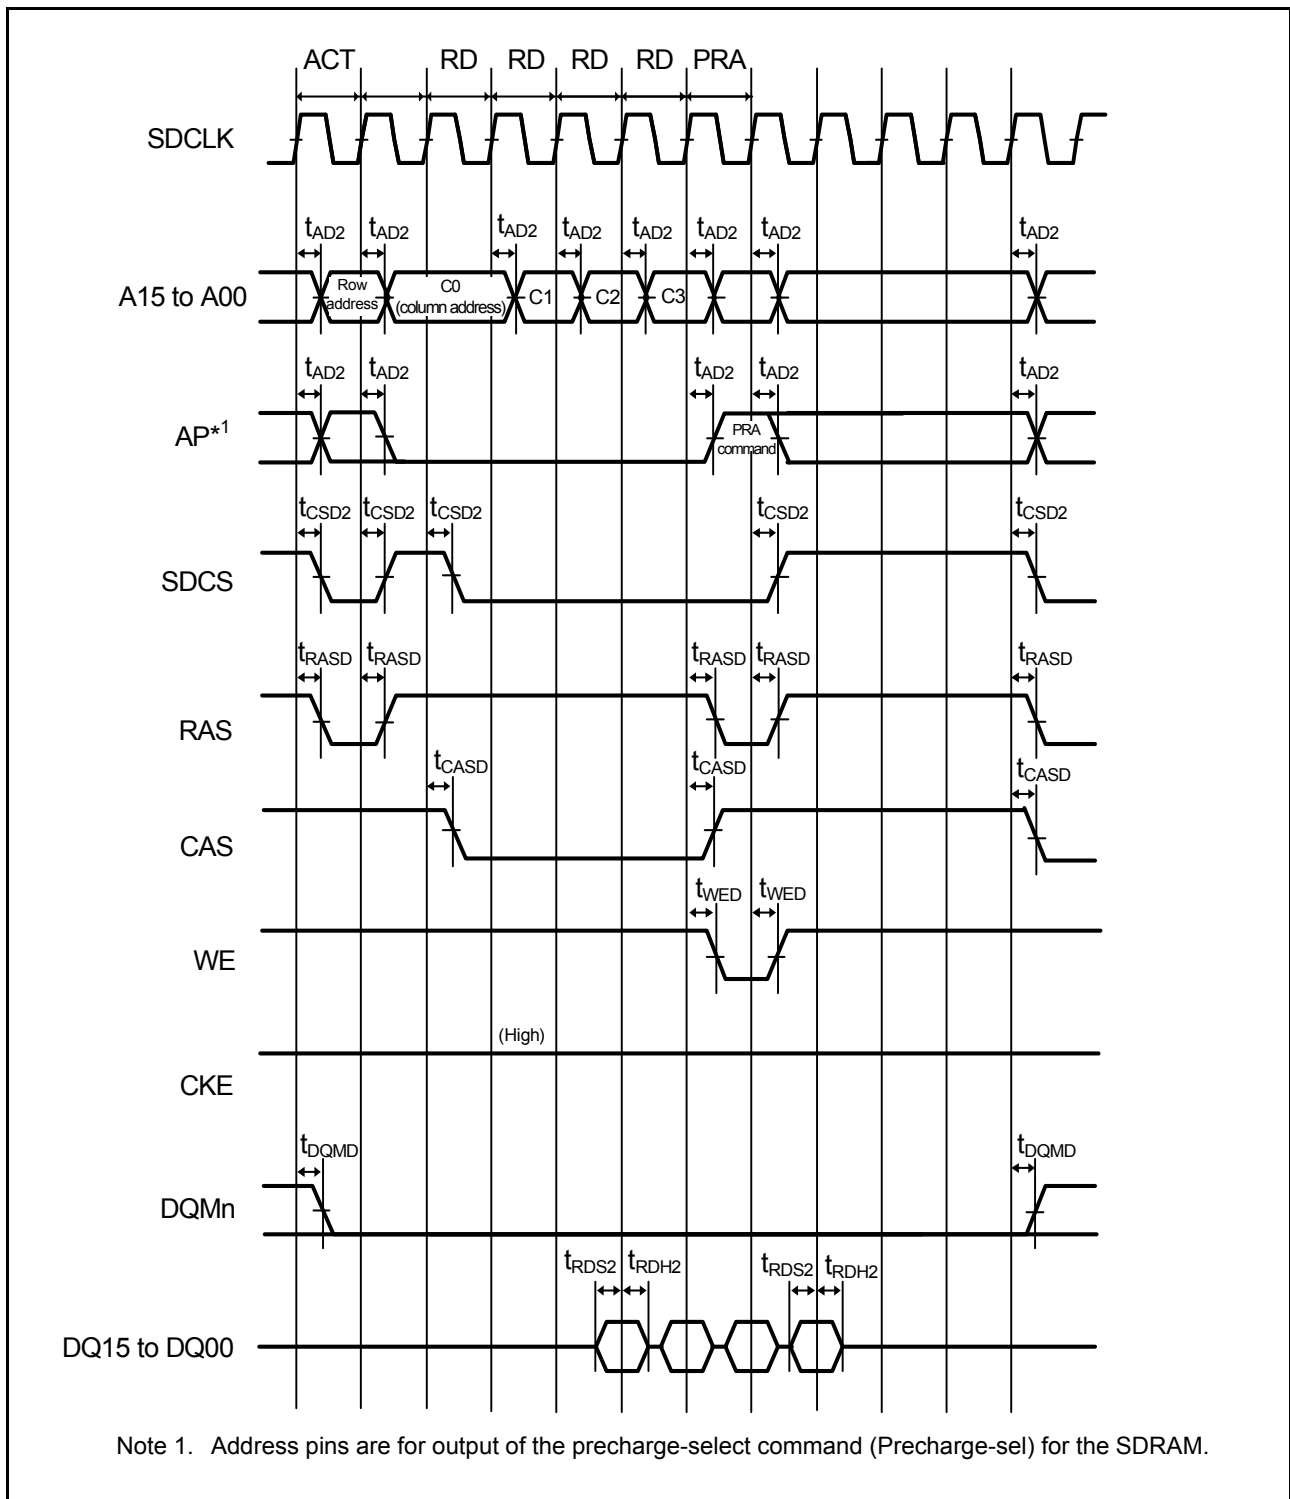 ACT RD RD RD RD PRA
SDCLK
tAD2 tAD2 tAD2 tAD2 tAD2 tAD2 tAD2 tAD2
A15 to A00
Row address
C0 (column address)
C1 C2 C3
tAD2 tAD2 tAD2 tAD2 tAD2
AP*1
PRA command
tCSD2 tCSD2 tCSD2 tCSD2 tCSD2
SDCS
tRASD tRASD tRASD tRASD tRASD
RAS
tCASD tCASD tCASD
CAS
tWED tWED
WE
(High)
CKE
tDQMD tDQMD
DQMn
tRDS2 tRDH2 tRDS2 tRDH2
DQ15 to DQ00
Note 1. Address pins are for output of the precharge-select command (Precharge-sel) for the SDRAM.